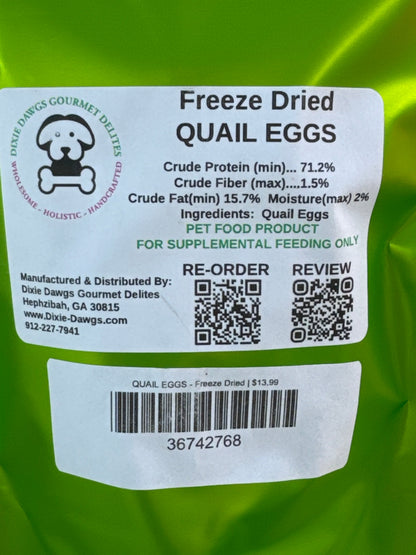 DIXIE DAWGS GOURMET DELITES
WHOLESOME - HOLISTIC - HANDCRAFTED
Freeze Dried
QUAIL EGGS
Crude Protein (min)... 71.2%
Crude Fiber (max)....1.5%
Crude Fat(min) 15.7% Moisture(max) 2%
Ingredients: Quail Eggs
PET FOOD PRODUCT
FOR SUPPLEMENTAL FEEDING ONLY
Manufactured & Distributed By:
Dixie Dawgs Gourmet Delites
Hephzibah, GA 30815
www.Dixie-Dawgs.com
912-227-7941
RE-ORDER
REVIEW
QUAIL EGGS - Freeze Dried | $13.99
36742768